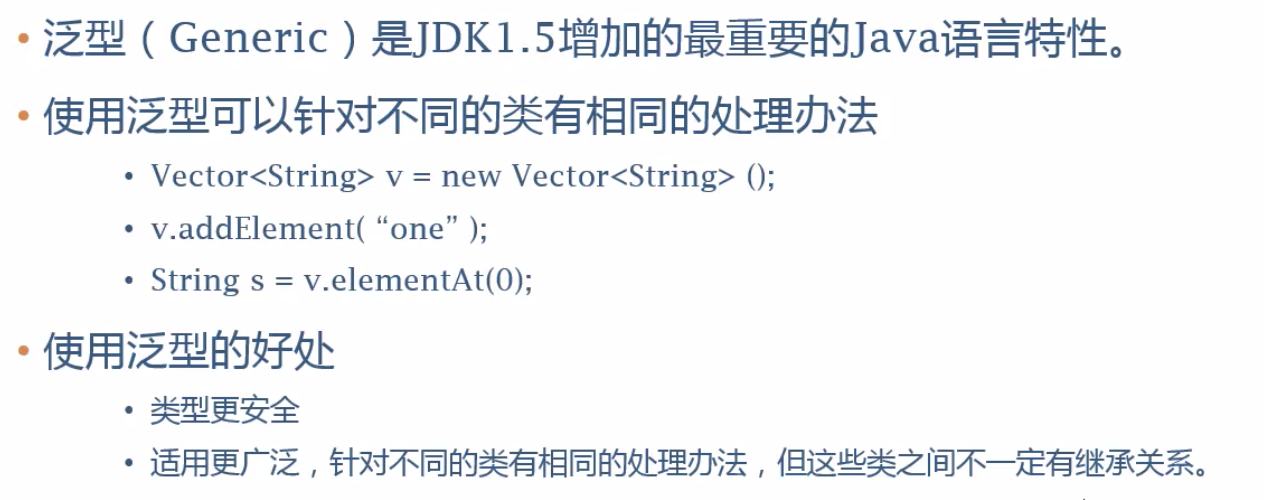 • 泛型（Generic）是JDK1.5增加的最重要的Java语言特性。
• 使用泛型可以针对不同的类有相同的处理办法
• Vector<String> v = new Vector<String> ();
• v.addElement( “one” );
• String s = v.elementAt(0);
• 使用泛型的好处
• 类型更安全
• 适用更广泛，针对不同的类有相同的处理办法，但这些类之间不一定有继承关系。